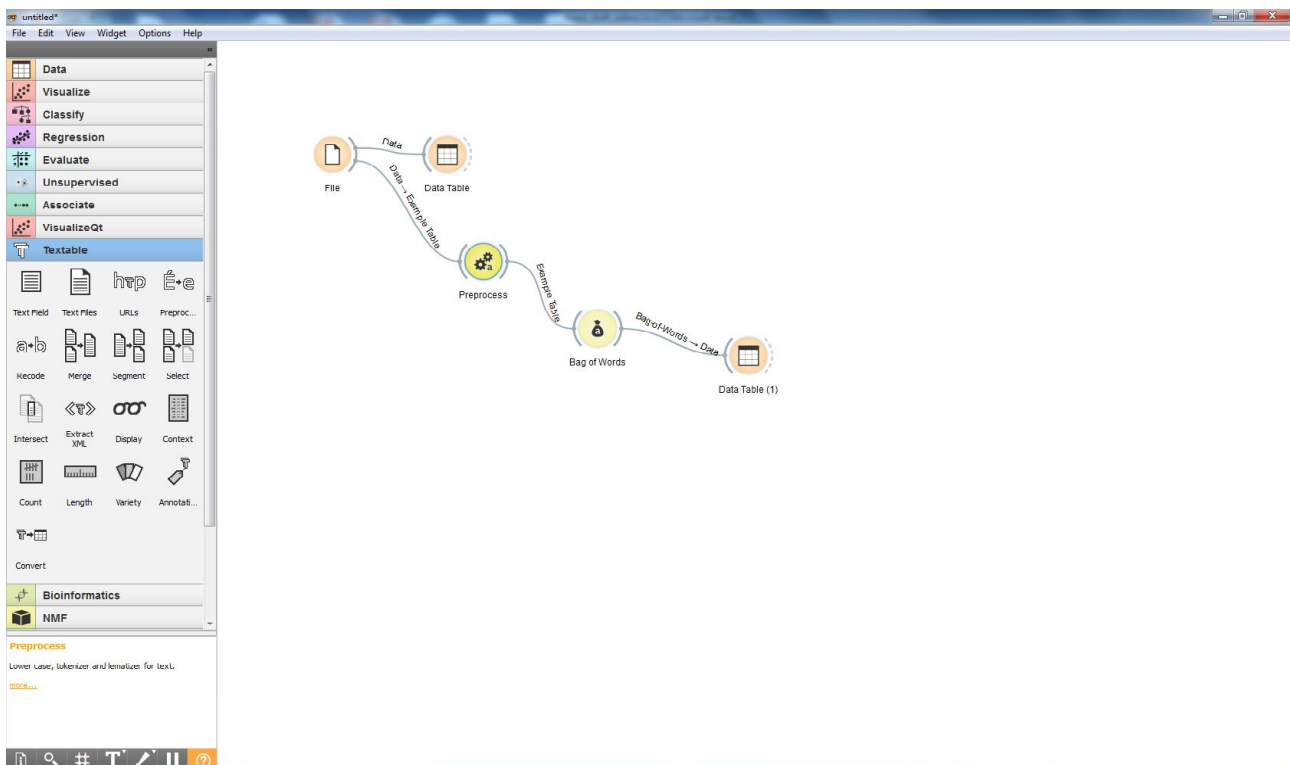 untitled*
File Edit View Widget Options Help
Data
Visualize
Classify
Regression
Evaluate
Unsupervised
Associate
VisualizeQt
Textable
Text Field Text Files URLs Preproc...
Recode Merge Segment Select
Intersect Extract XML Display Context
Count Length Variety Annotati...
Convert
Bioinformatics
NMF
Preprocess
Lower case, tokenizer and lematizer for text.
more...
Data
File
Data Table
Data → Example Table
Preprocess
Example Table
Bag of Words
Bag-of-Words → Data
Data Table (1)